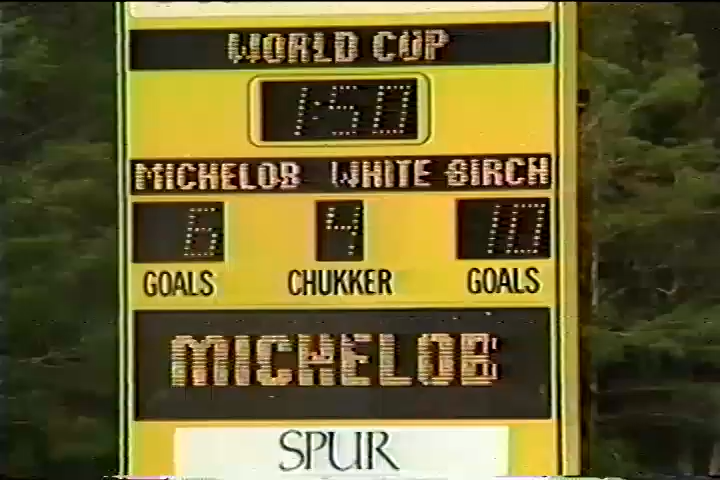 WORLD CUP
1:50
MICHELOB WHITE BIRCH
6 4 10
GOALS CHUKKER GOALS
MICHELOB
SPUR